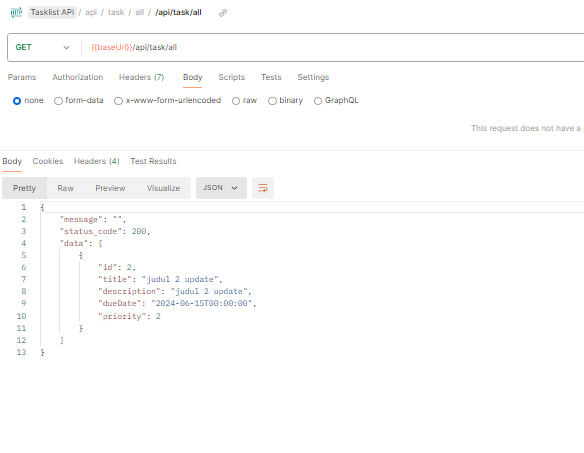 HTTP Tasklist API / api / task / all / /api/task/all
GET {{baseUrl}}/api/task/all
Params Authorization Headers (7) Body Scripts Tests Settings
none form-data x-www-form-urlencoded raw binary GraphQL
This request does not have a
Body Cookies Headers (4) Test Results
Pretty Raw Preview Visualize JSON
1 {
2 "message": "",
3 "status_code": 200,
4 "data": [
5 {
6 "id": 2,
7 "title": "judul 2 update",
8 "description": "judul 2 update",
9 "dueDate": "2024-06-15T00:00:00",
10 "priority": 2
11 }
12 ]
13 }